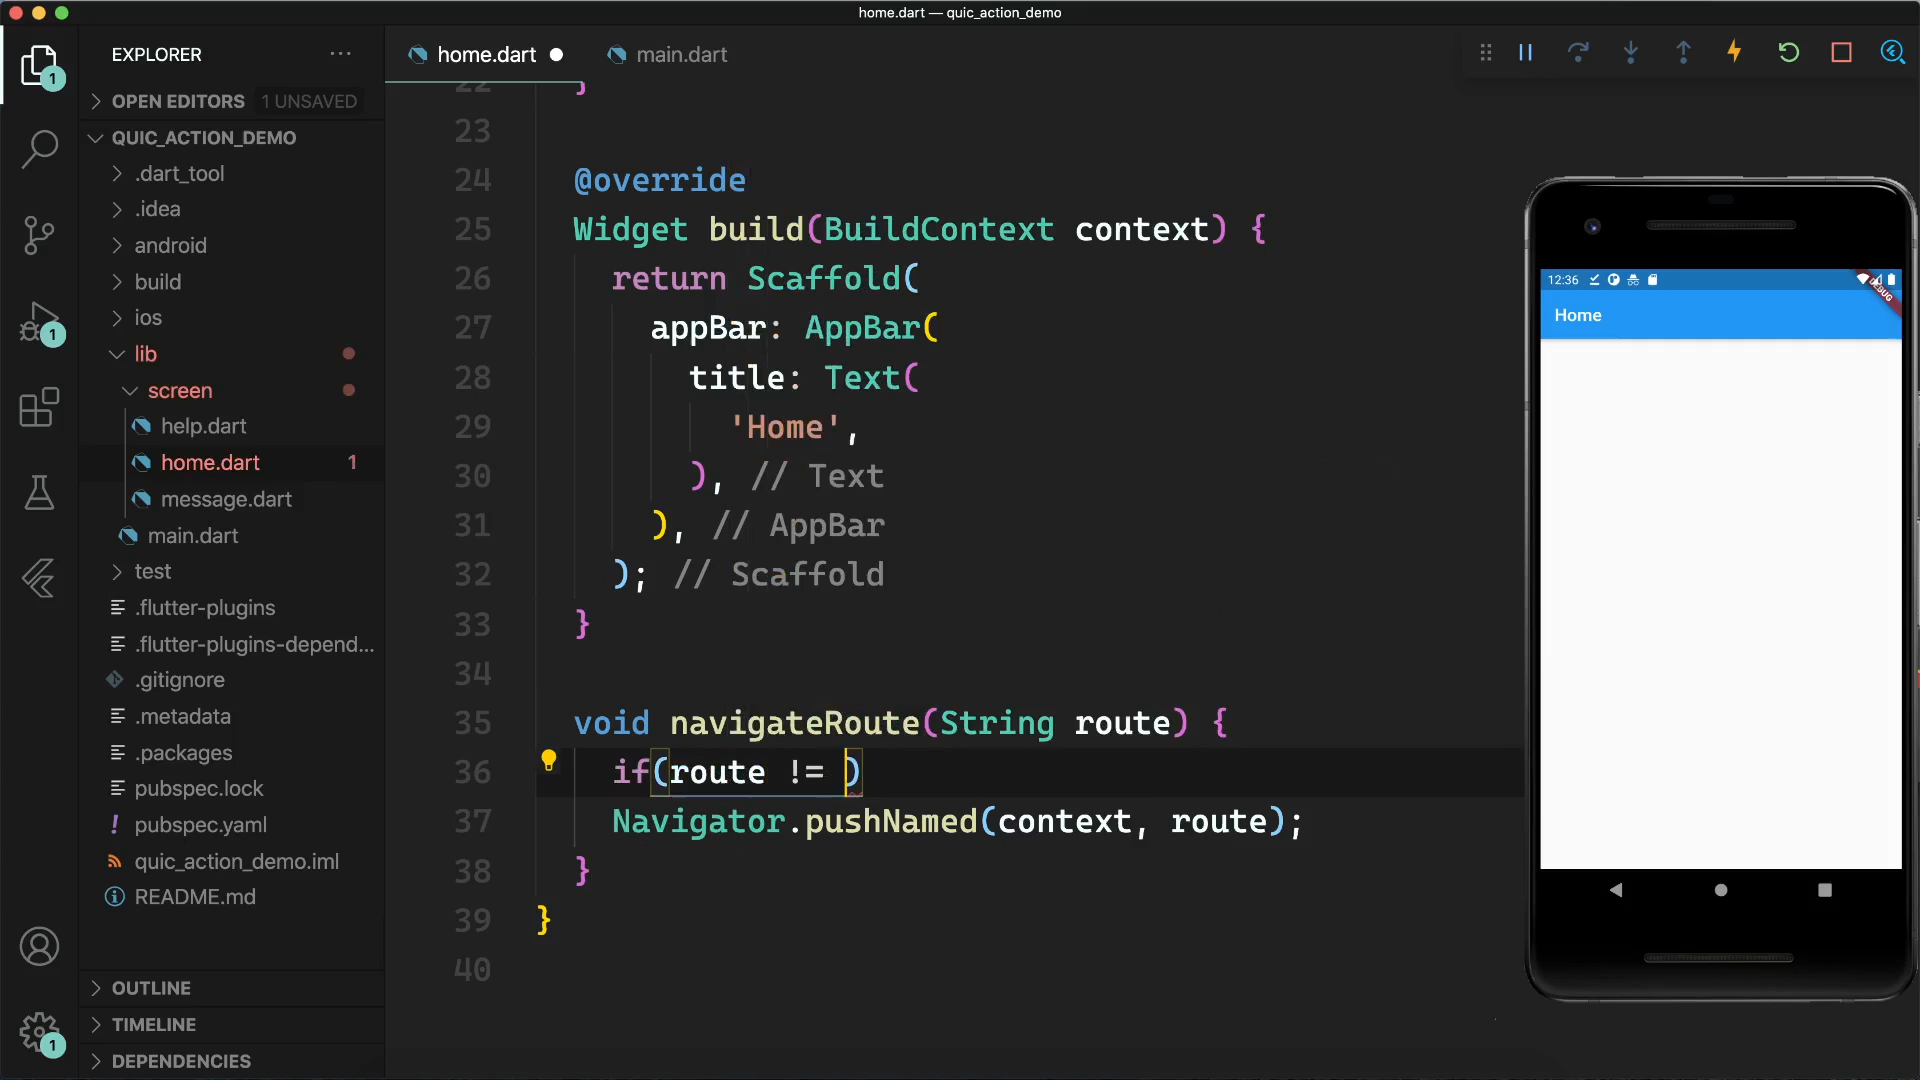 home.dart — quic_action_demo
EXPLORER
home.dart
main.dart
OPEN EDITORS 1 UNSAVED
QUIC_ACTION_DEMO
.dart_tool
.idea
android
build
ios
lib
screen
help.dart
home.dart 1
message.dart
main.dart
test
.flutter-plugins
.flutter-plugins-depend...
.gitignore
.metadata
.packages
pubspec.lock
pubspec.yaml
quic_action_demo.iml
README.md
OUTLINE
TIMELINE
DEPENDENCIES
1
1
1
22 }
23
24 @override
25 Widget build(BuildContext context) {
26 return Scaffold(
27 appBar: AppBar(
28 title: Text(
29 'Home',
30 ), // Text
31 ), // AppBar
32 ); // Scaffold
33 }
34
35 void navigateRoute(String route) {
36 if(route != )
37 Navigator.pushNamed(context, route);
38 }
39 }
40
12:36
DEBUG
Home